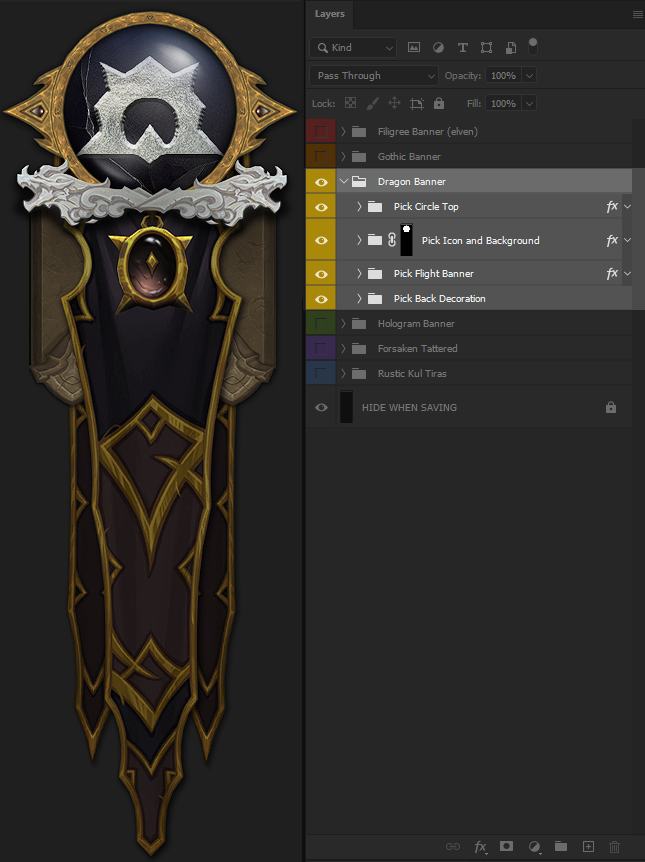 Layers
Kind
Pass Through
Opacity: 100%
Lock:
Fill: 100%
Filigree Banner (elven)
Gothic Banner
Dragon Banner
Pick Circle Top fx
Pick Icon and Background fx
Pick Flight Banner fx
Pick Back Decoration
Hologram Banner
Forsaken Tattered
Rustic Kul Tiras
HIDE WHEN SAVING
fx